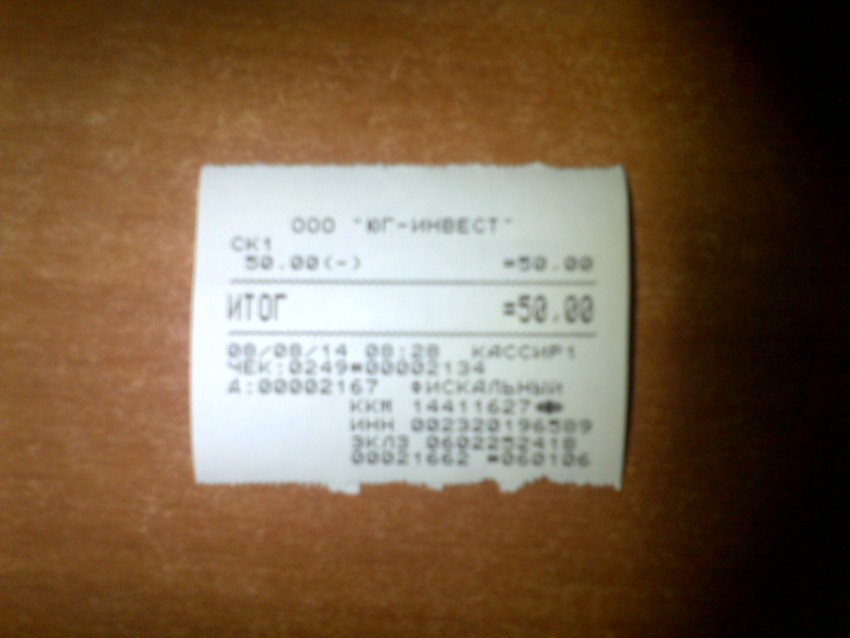 ООО "ЮГ-ИНВЕСТ"
СК1
50.00(-) =50.00
ИТОГ =50.00
08/08/14 08:28 КАССИР1
ЧЕК:0249#00002134
Д:00002167 ФИСКАЛЬНЫЙ
ККМ 14411627
ИНН 002320196589
ЭКЛЗ 0602232418
00021662 #060106